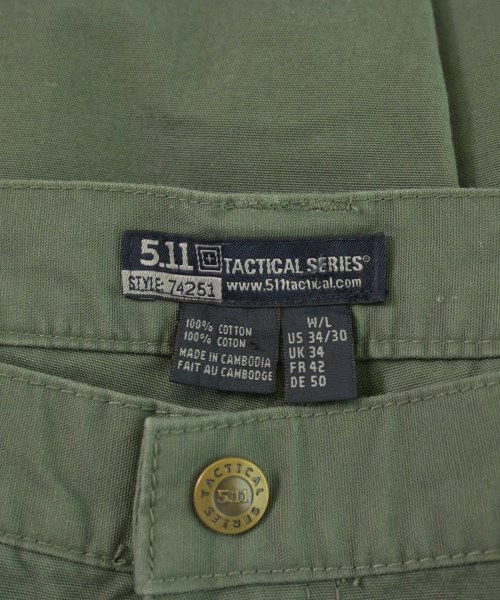 5.11 TACTICAL SERIES®
STYLE: 74251 www.511tactical.com
100% COTTON
100% COTON
MADE IN CAMBODIA
FAIT AU CAMBODGE
W/L
US 34/30
UK 34
FR 42
DE 50
TACTICAL
5.11
SERIES